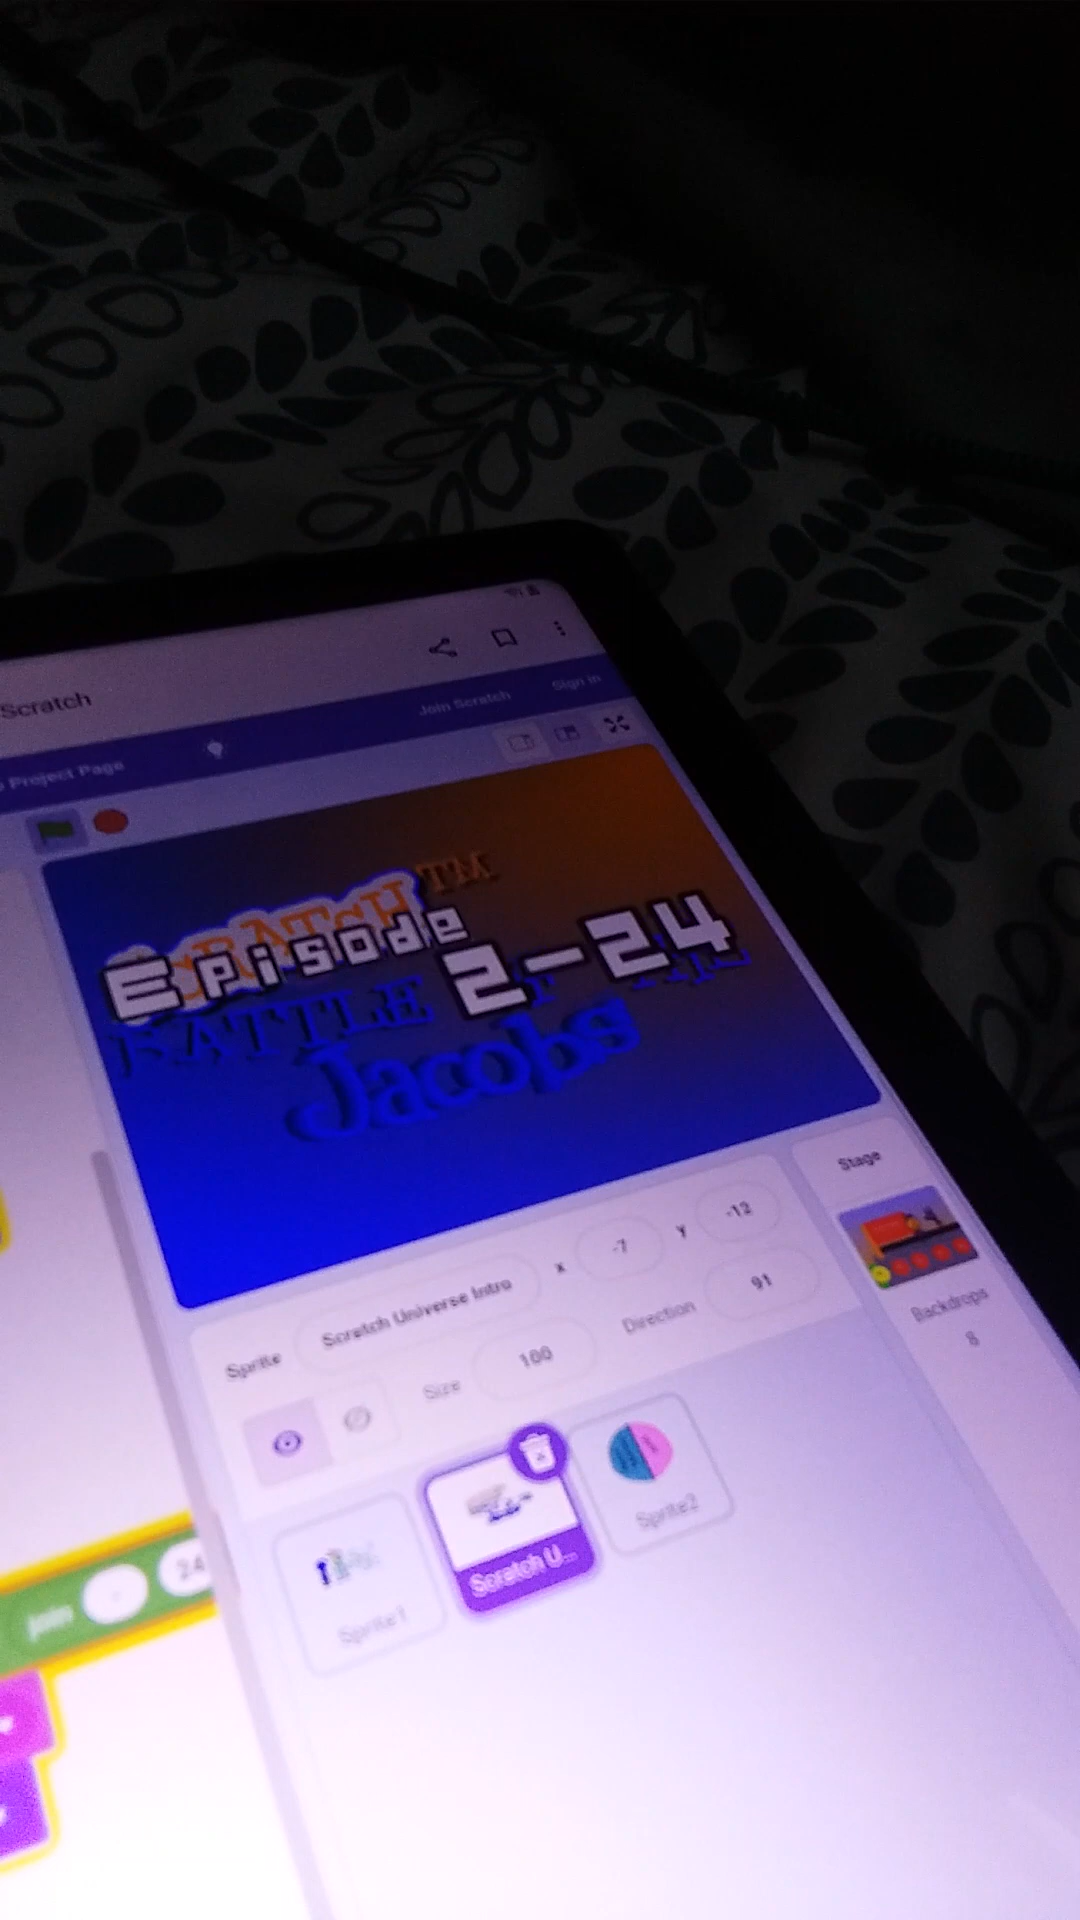 Scratch
Join Scratch
Sign in
Project Page
SCRATCH TM
Episode
2-24
BATTLE
Jacobs
Stage
Sprite
Scratch Universe Intro
x
-7
y
-12
Size
100
Direction
91
Backdrops
8
Sprite1
Scratch U...
Sprite2
join
-
24